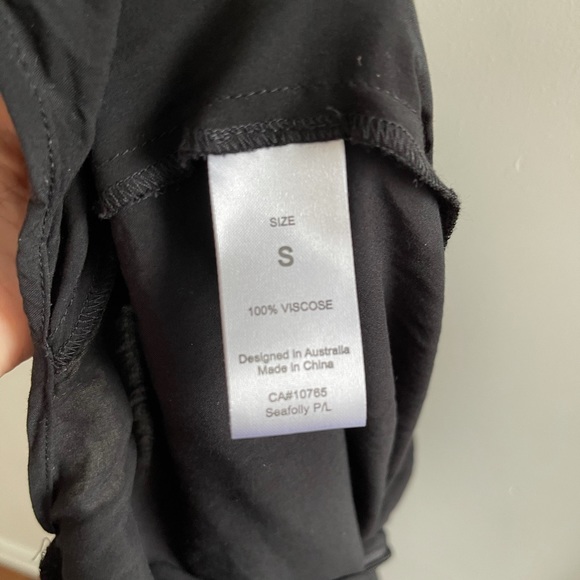 SIZE
S
100% VISCOSE
Designed in Australia
Made in China
CA#10765
Seafolly P/L